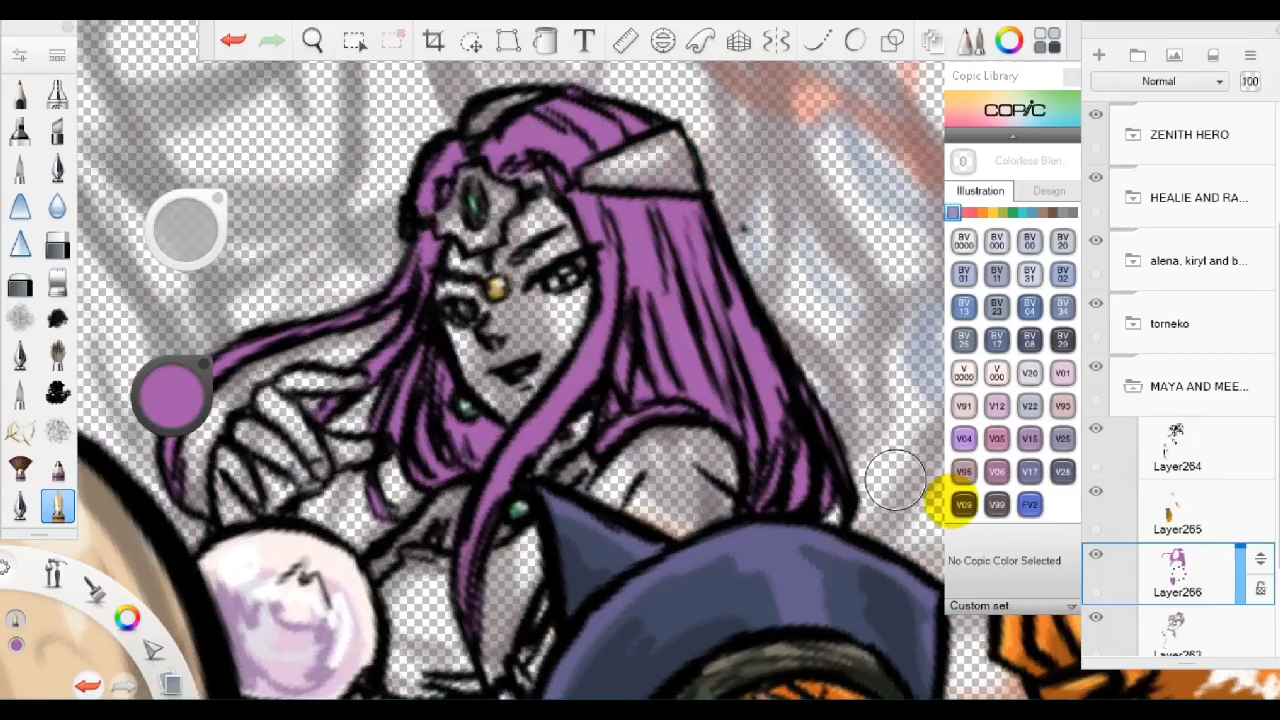 Copic Library
COPIC
0 Colorless Blen...
Illustration Design
BV 0000 BV 000 BV 00 BV 20
BV 01 BV 11 BV 31 BV 02
BV 13 BV 23 BV 04 BV 34
BV 25 BV 17 BV 08 BV 29
V 0000 V 000 V20 V01
V91 V12 V22 V93
V04 V05 V15 V25
V95 V06 V17 V28
V09 V99 FV2
No Copic Color Selected
Custom set
Normal 100
ZENITH HERO
HEALIE AND RA...
alena, kiryl and b...
torneko
MAYA AND MEE...
Layer264
Layer265
Layer266
Layer263